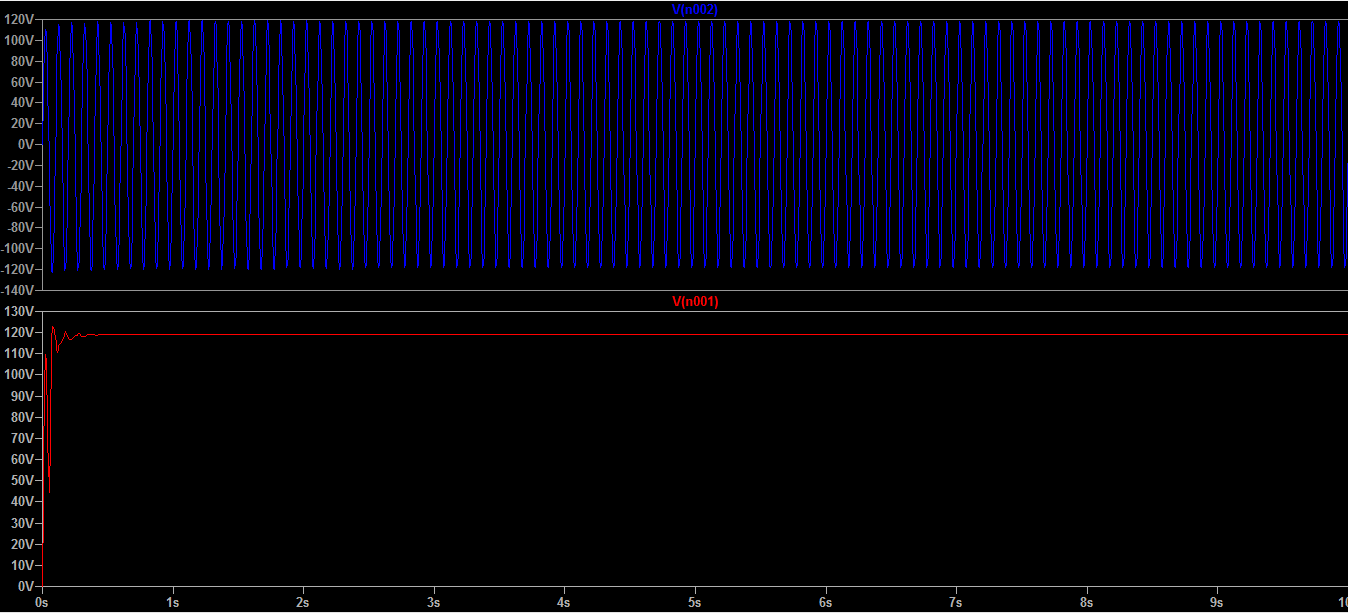 V(n002)
120V
100V
80V
60V
40V
20V
0V
-20V
-40V
-60V
-80V
-100V
-120V
-140V
V(n001)
130V
120V
110V
100V
90V
80V
70V
60V
50V
40V
30V
20V
10V
0V
0s 1s 2s 3s 4s 5s 6s 7s 8s 9s 10